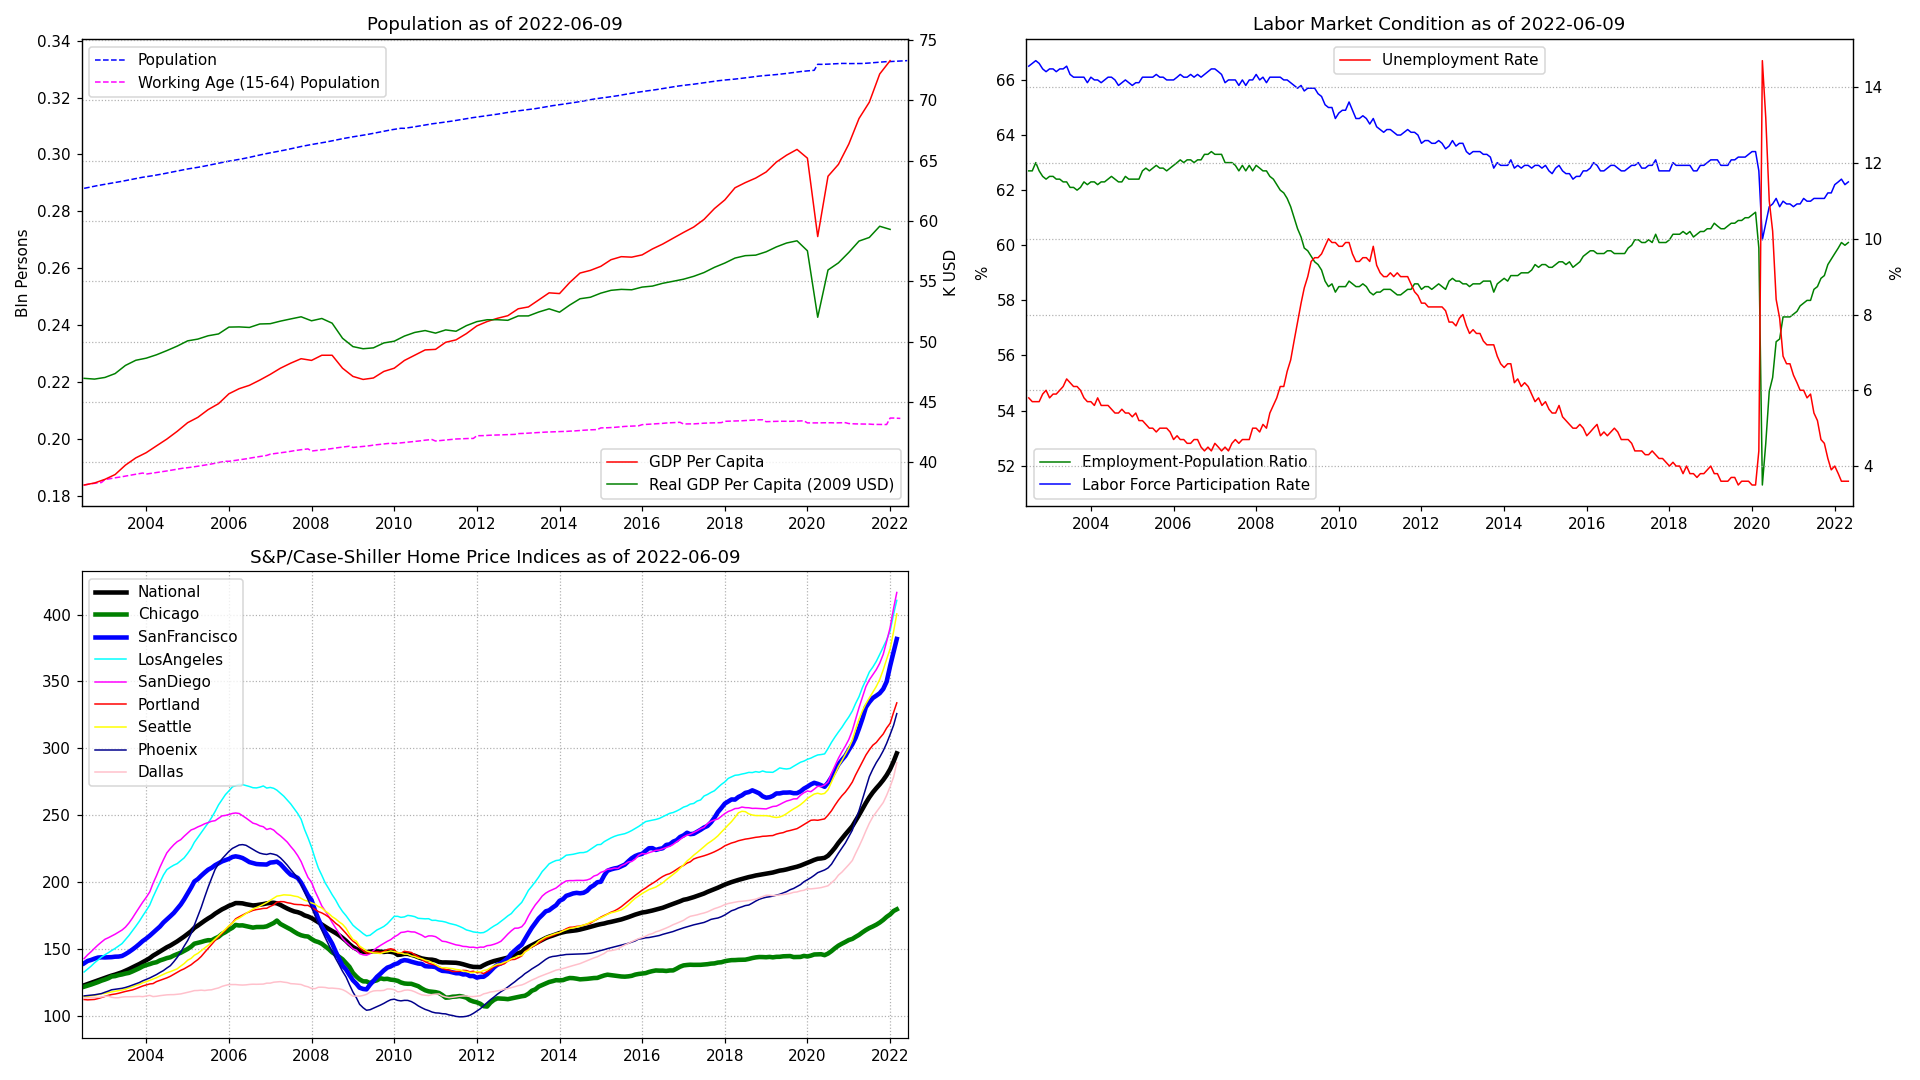 Population as of 2022-06-09
0.34
0.32
0.30
0.28
0.26
0.24
0.22
0.20
0.18
Bln Persons
Population
Working Age (15-64) Population
GDP Per Capita
Real GDP Per Capita (2009 USD)
75
70
65
60
55
50
45
40
K USD
2004 2006 2008 2010 2012 2014 2016 2018 2020 2022
Labor Market Condition as of 2022-06-09
66
64
62
60
58
56
54
52
%
Unemployment Rate
Employment-Population Ratio
Labor Force Participation Rate
14
12
10
8
6
4
%
2004 2006 2008 2010 2012 2014 2016 2018 2020 2022
S&P/Case-Shiller Home Price Indices as of 2022-06-09
400
350
300
250
200
150
100
National
Chicago
SanFrancisco
LosAngeles
SanDiego
Portland
Seattle
Phoenix
Dallas
2004 2006 2008 2010 2012 2014 2016 2018 2020 2022